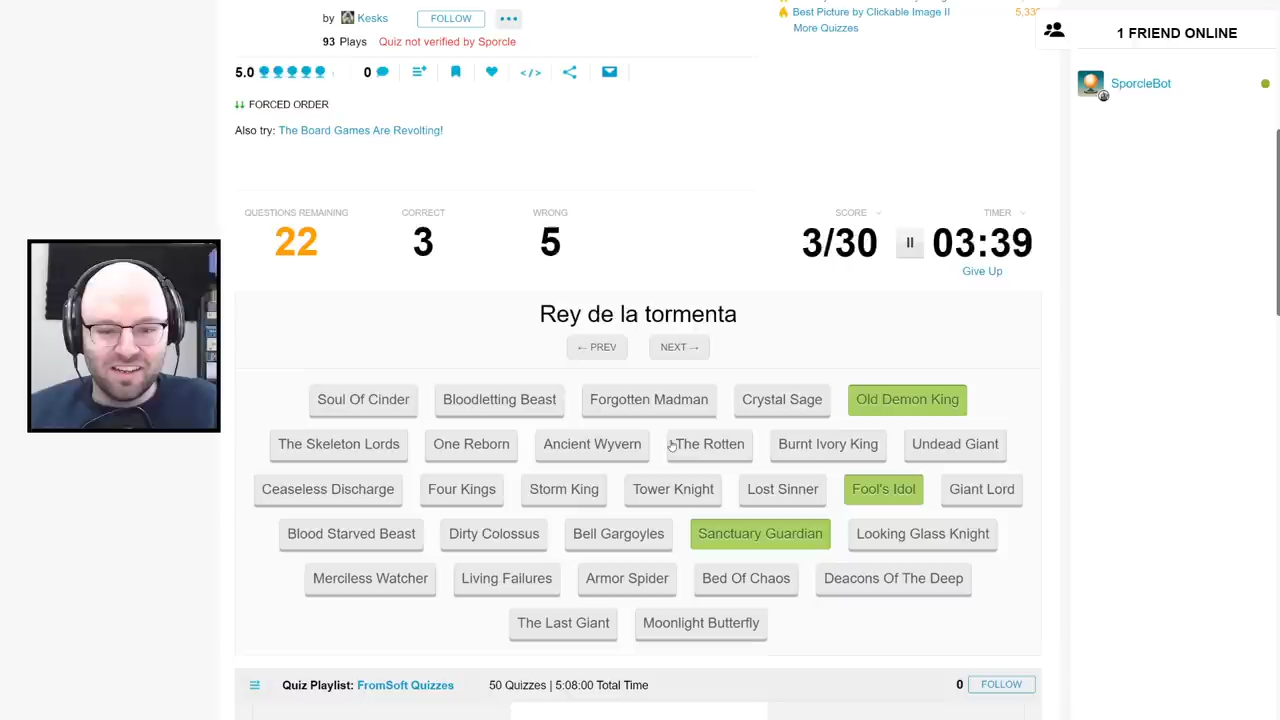 Best Picture by Clickable Image II
by Kesks FOLLOW •••
More Quizzes
1 FRIEND ONLINE
93 Plays Quiz not verified by Sporcle
5.0 0 </>
SporcleBot
FORCED ORDER
Also try: The Board Games Are Revolting!
QUESTIONS REMAINING CORRECT WRONG SCORE TIMER
22 3 5 3/30 03:39
Give Up
Rey de la tormenta
← PREV NEXT →
Soul Of Cinder Bloodletting Beast Forgotten Madman Crystal Sage Old Demon King
The Skeleton Lords One Reborn Ancient Wyvern The Rotten Burnt Ivory King Undead Giant
Ceaseless Discharge Four Kings Storm King Tower Knight Lost Sinner Fool's Idol Giant Lord
Blood Starved Beast Dirty Colossus Bell Gargoyles Sanctuary Guardian Looking Glass Knight
Merciless Watcher Living Failures Armor Spider Bed Of Chaos Deacons Of The Deep
The Last Giant Moonlight Butterfly
Quiz Playlist: FromSoft Quizzes 50 Quizzes | 5:08:00 Total Time 0 FOLLOW